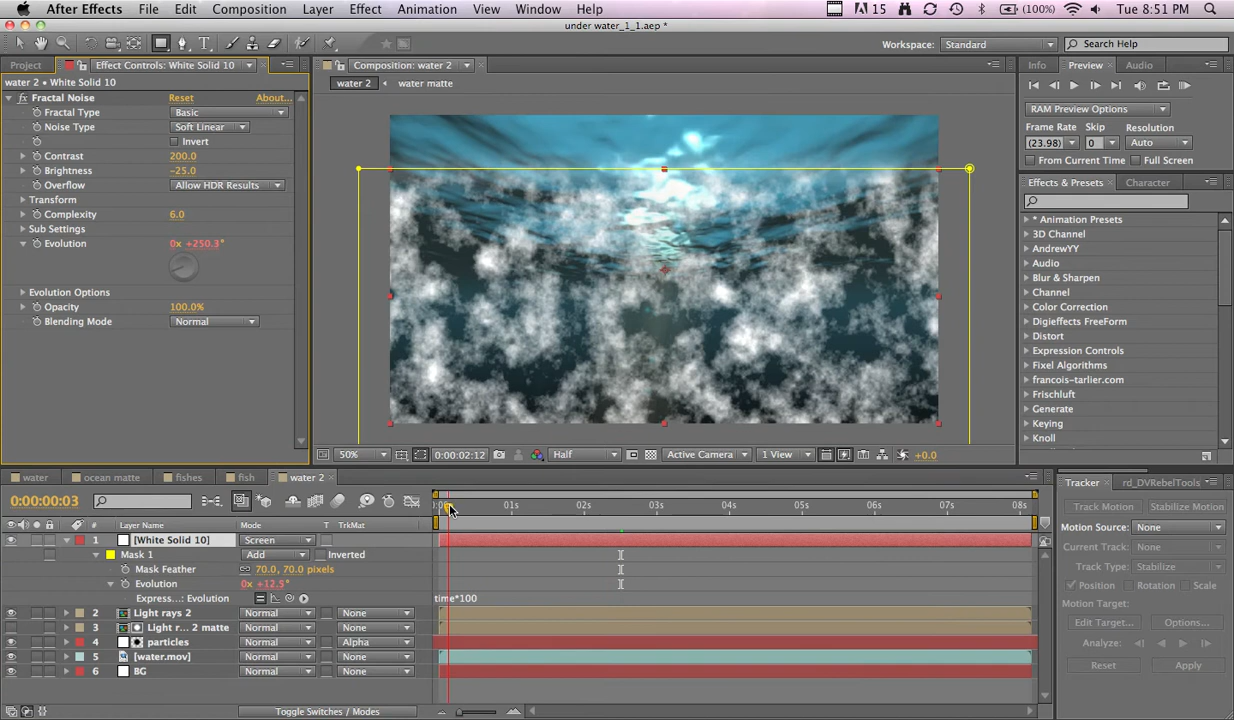 After Effects File Edit Composition Layer Effect Animation View Window Help 15 (100%) Tue 8:51 PM
under water_1_1.aep *
Workspace: Standard Search Help
Project Effect Controls: White Solid 10 Composition: water 2 Info Preview Audio
water 2 • White Solid 10 water 2 water matte
Fractal Noise Reset About...
Fractal Type Basic
Noise Type Soft Linear
Invert
Contrast 200.0
Brightness -25.0
Overflow Allow HDR Results
Transform
Complexity 6.0
Sub Settings
Evolution 0x +250.3°
Evolution Options
Opacity 100.0%
Blending Mode Normal
50% 0:00:02:12 Half Active Camera 1 View +0.0
RAM Preview Options
Frame Rate Skip Resolution
(23.98) 0 Auto
From Current Time Full Screen
Effects & Presets Character
* Animation Presets
3D Channel
AndrewYY
Audio
Blur & Sharpen
Channel
Color Correction
Digieffects FreeForm
Distort
Expression Controls
Fixel Algorithms
francois-tarlier.com
Frischluft
Generate
Keying
Knoll
water ocean matte fishes fish water 2
0:00:00:03
01s 02s 03s 04s 05s 06s 07s 08s
# Layer Name Mode T TrkMat
1 [White Solid 10] Screen
Mask 1 Add Inverted
Mask Feather 70.0, 70.0 pixels
Evolution 0x +12.5°
Express...: Evolution time*100
2 Light rays 2 Normal None
3 Light r... 2 matte Normal None
4 particles Normal Alpha
5 [water.mov] Normal None
6 BG Normal None
Toggle Switches / Modes
Tracker rd_DVRebelTools
Track Motion Stabilize Motion
Motion Source: None
Current Track: None
Track Type: Stabilize
Position Rotation Scale
Motion Target:
Edit Target... Options...
Analyze:
Reset Apply